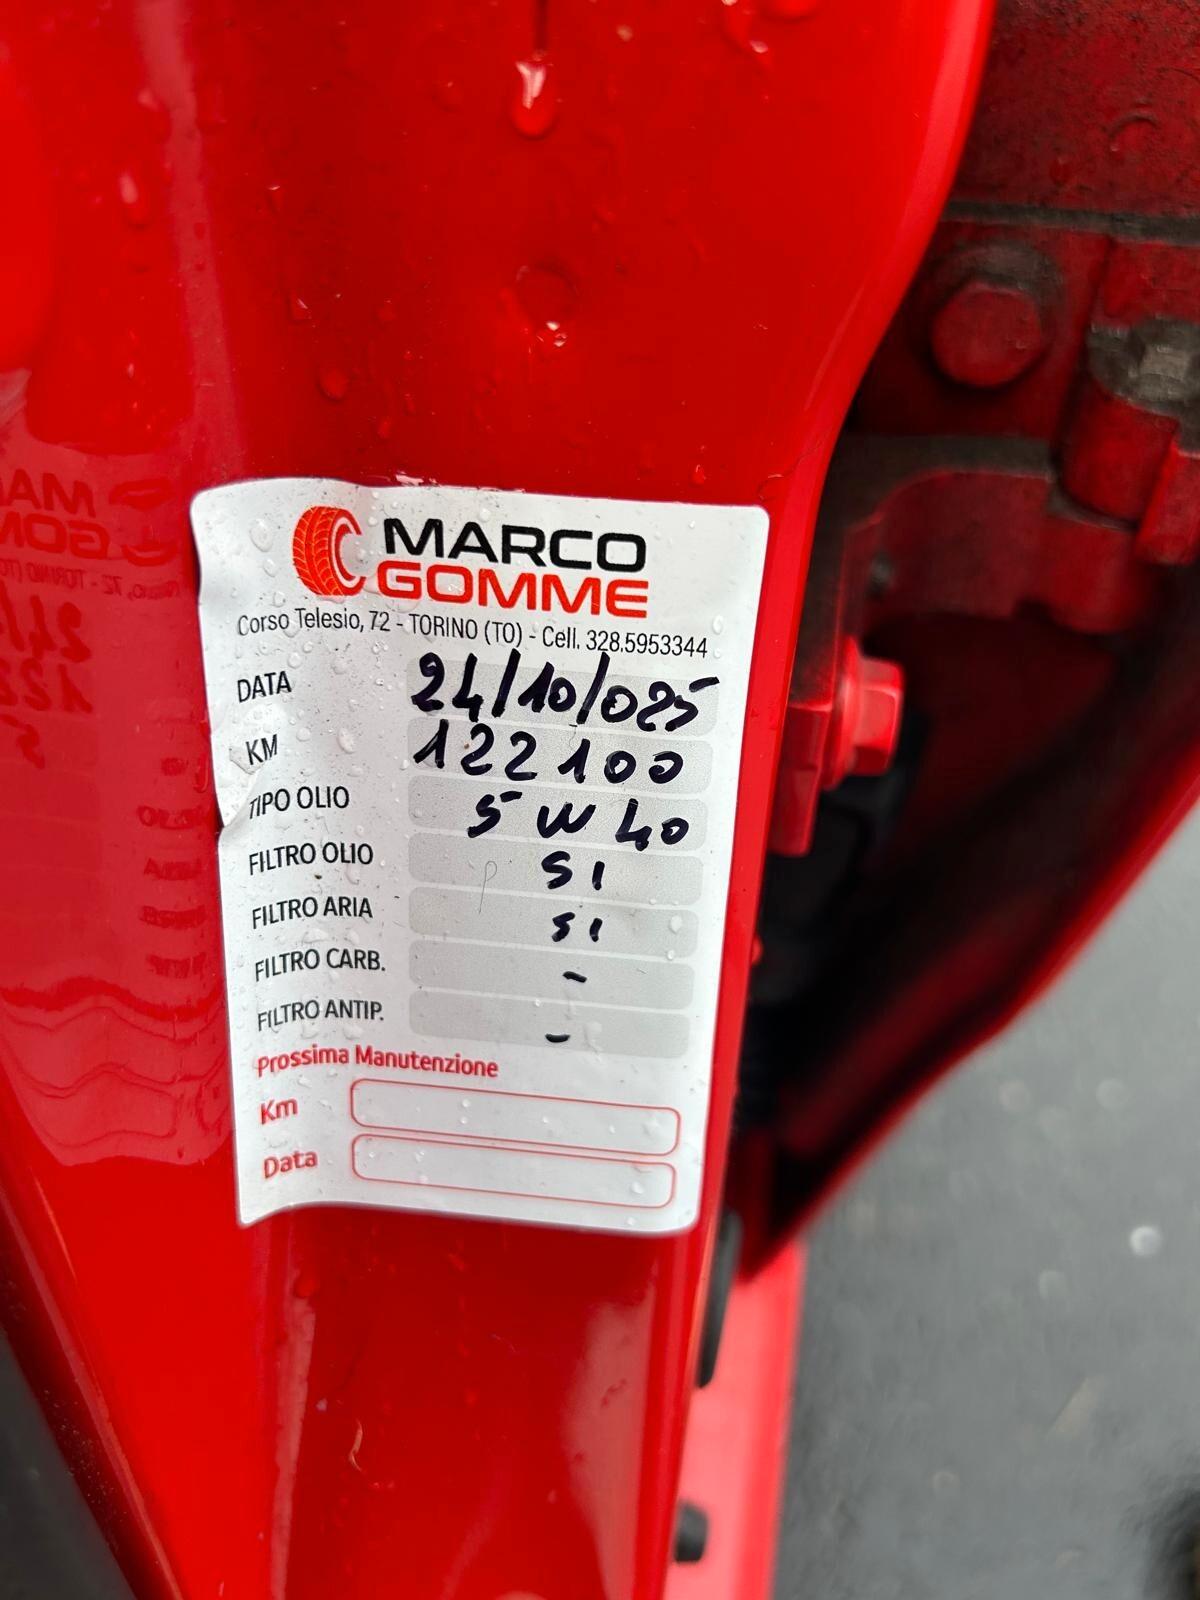 MARCO
GOMME
Corso Telesio, 72 - TORINO (TO) - Cell. 328.5953344
DATA 24/10/025
KM 122100
TIPO OLIO 5W40
FILTRO OLIO SI
FILTRO ARIA SI
FILTRO CARB. -
FILTRO ANTIP. -
Prossima Manutenzione
Km
Data